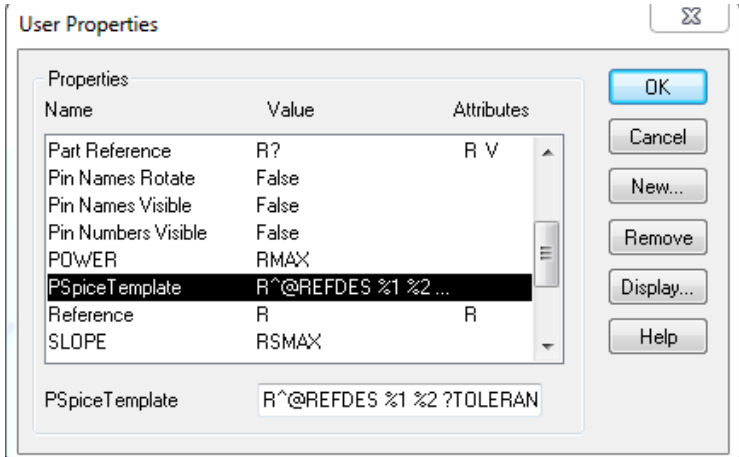 User Properties
Properties
Name Value Attributes
Part Reference R? R V
Pin Names Rotate False
Pin Names Visible False
Pin Numbers Visible False
POWER RMAX
PSpiceTemplate R^@REFDES %1 %2 ...
Reference R R
SLOPE RSMAX
PSpiceTemplate R^@REFDES %1 %2 ?TOLERAN
OK
Cancel
New...
Remove
Display...
Help